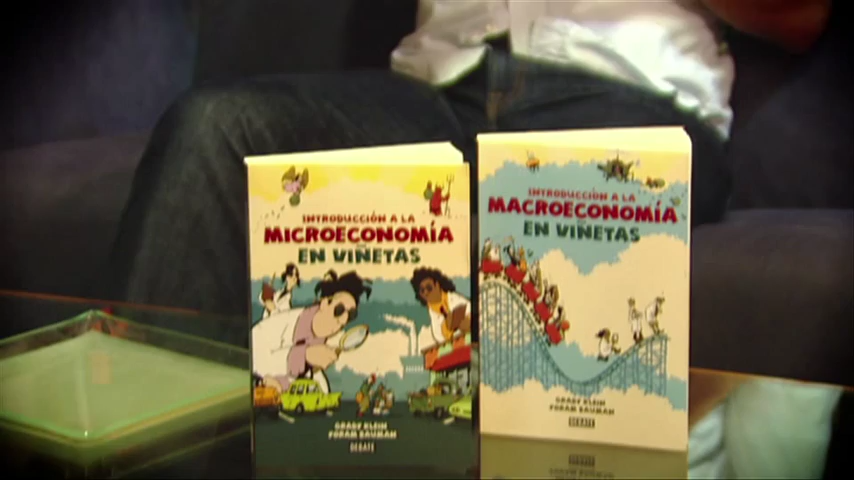 INTRODUCCIÓN A LA
MICROECONOMÍA
EN VIÑETAS
GRADY KLEIN
YORAM BAUMAN
DEBATE
INTRODUCCIÓN A LA
MACROECONOMÍA
EN VIÑETAS
GRADY KLEIN
YORAM BAUMAN
DEBATE